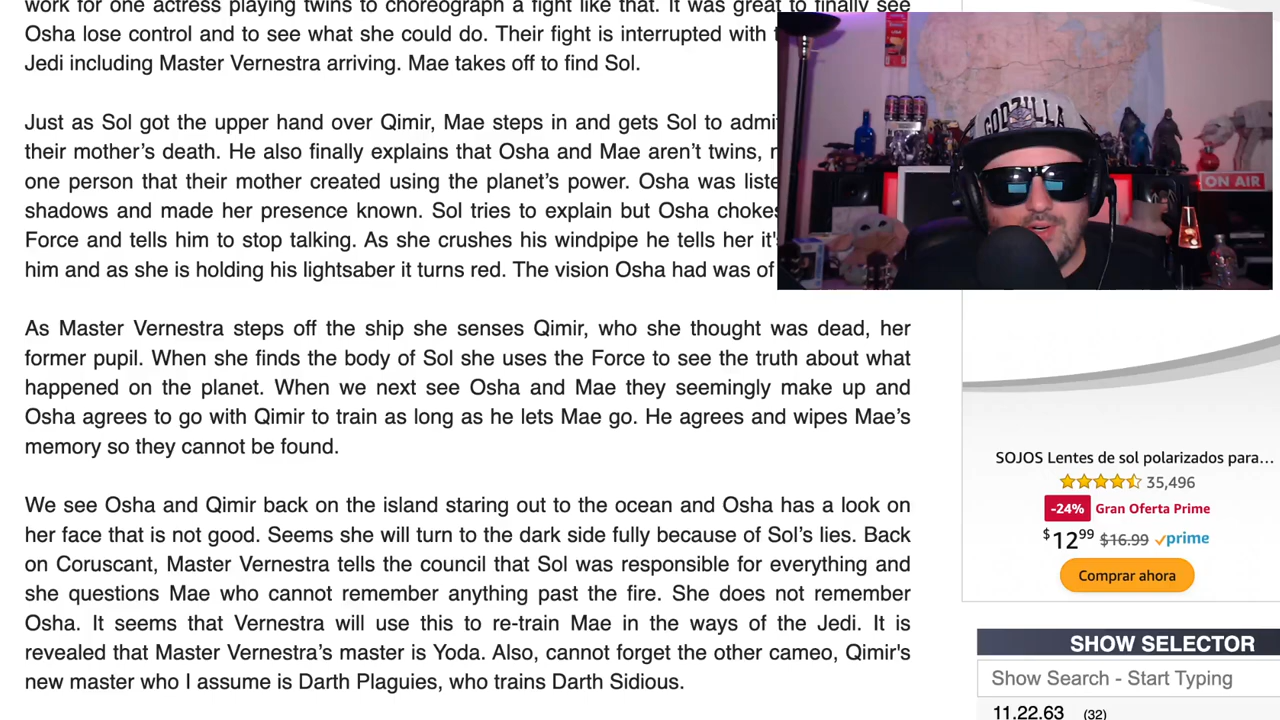 work for one actress playing twins to choreograph a fight like that. It was great to finally see
Osha lose control and to see what she could do. Their fight is interrupted with
Jedi including Master Vernestra arriving. Mae takes off to find Sol.
Just as Sol got the upper hand over Qimir, Mae steps in and gets Sol to admi
their mother's death. He also finally explains that Osha and Mae aren't twins,
one person that their mother created using the planet's power. Osha was liste
shadows and made her presence known. Sol tries to explain but Osha chokes
Force and tells him to stop talking. As she crushes his windpipe he tells her it'
him and as she is holding his lightsaber it turns red. The vision Osha had was of
GODZILLA
ON AIR
As Master Vernestra steps off the ship she senses Qimir, who she thought was dead, her
former pupil. When she finds the body of Sol she uses the Force to see the truth about what
happened on the planet. When we next see Osha and Mae they seemingly make up and
Osha agrees to go with Qimir to train as long as he lets Mae go. He agrees and wipes Mae's
memory so they cannot be found.
We see Osha and Qimir back on the island staring out to the ocean and Osha has a look on
her face that is not good. Seems she will turn to the dark side fully because of Sol's lies. Back
on Coruscant, Master Vernestra tells the council that Sol was responsible for everything and
she questions Mae who cannot remember anything past the fire. She does not remember
Osha. It seems that Vernestra will use this to re-train Mae in the ways of the Jedi. It is
revealed that Master Vernestra's master is Yoda. Also, cannot forget the other cameo, Qimir's
new master who I assume is Darth Plaguies, who trains Darth Sidious.
SOJOS Lentes de sol polarizados para...
35,496
-24% Gran Oferta Prime
$12.99 $16.99 prime
Comprar ahora
SHOW SELECTOR
Show Search - Start Typing
11.22.63 (32)